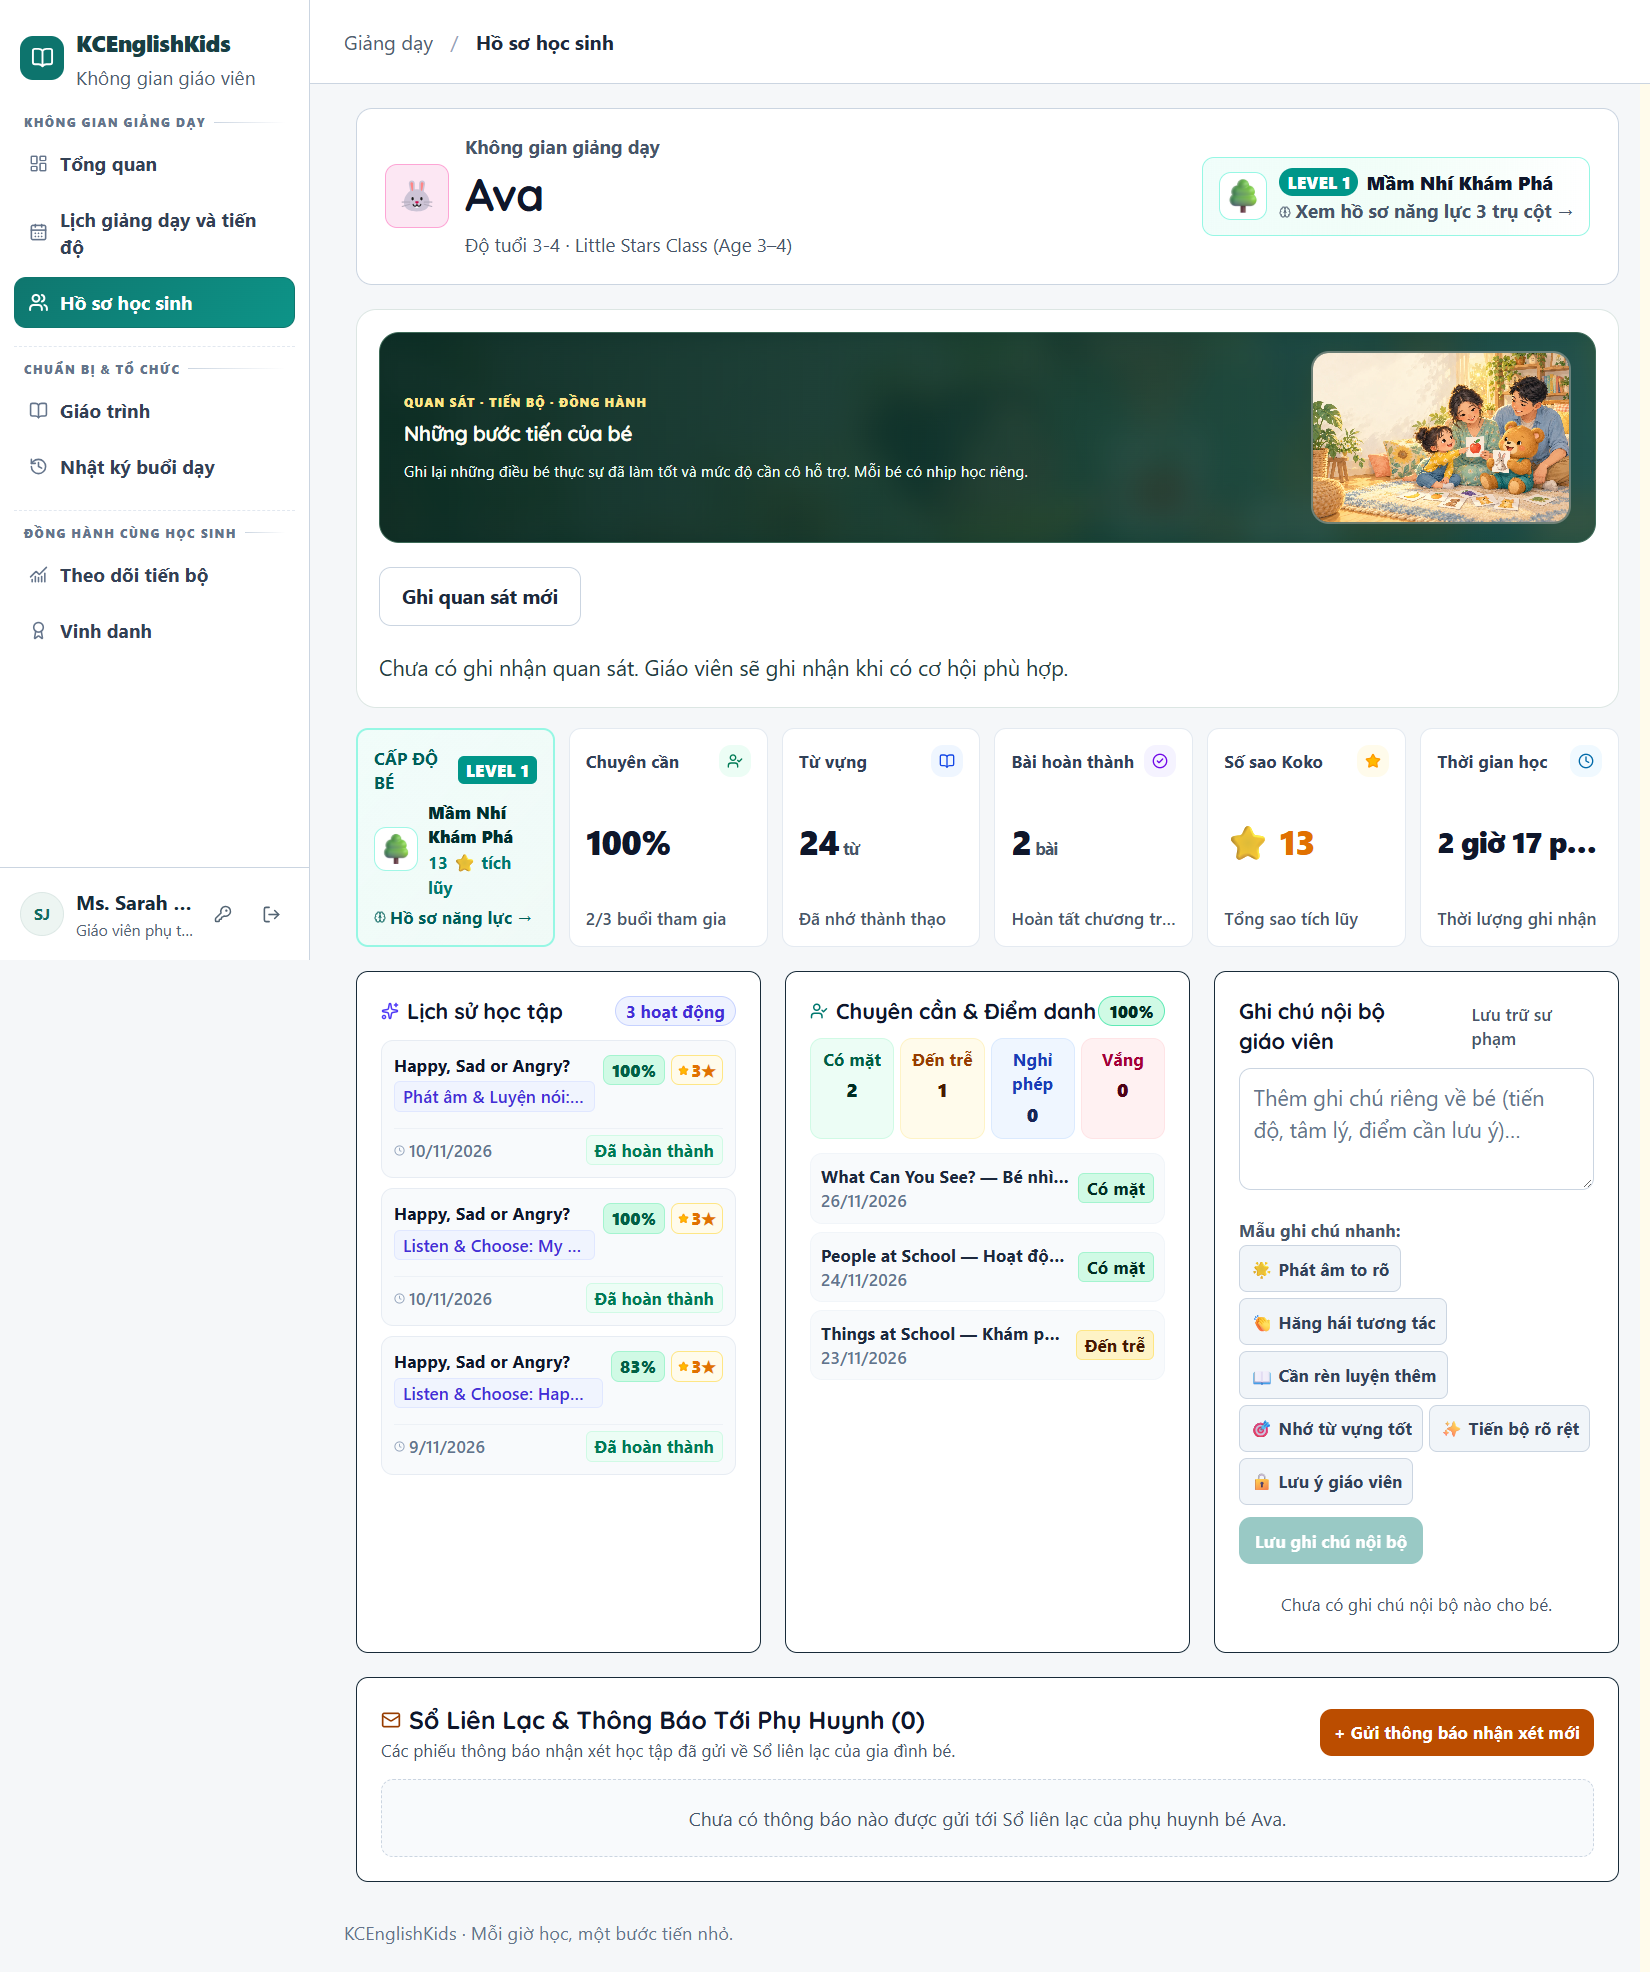 KCEnglishKids
Không gian giáo viên
KHÔNG GIAN GIẢNG DẠY
Tổng quan
Lịch giảng dạy và tiến
độ
Hồ sơ học sinh
CHUẨN BỊ & TỔ CHỨC
Giáo trình
Nhật ký buổi dạy
ĐỒNG HÀNH CÙNG HỌC SINH
Theo dõi tiến bộ
Vinh danh
SJ
Ms. Sarah ...
Giáo viên phụ t...
Giảng dạy / Hồ sơ học sinh
Không gian giảng dạy
Ava
Độ tuổi 3-4 · Little Stars Class (Age 3–4)
LEVEL 1 Mầm Nhí Khám Phá
Xem hồ sơ năng lực 3 trụ cột →
QUAN SÁT · TIẾN BỘ · ĐỒNG HÀNH
Những bước tiến của bé
Ghi lại những điều bé thực sự đã làm tốt và mức độ cần cô hỗ trợ. Mỗi bé có nhịp học riêng.
Ghi quan sát mới
Chưa có ghi nhận quan sát. Giáo viên sẽ ghi nhận khi có cơ hội phù hợp.
CẤP ĐỘ
BÉ
LEVEL 1
Mầm Nhí
Khám Phá
13 ⭐ tích
lũy
Hồ sơ năng lực →
Chuyên cần
100%
2/3 buổi tham gia
Từ vựng
24 từ
Đã nhớ thành thạo
Bài hoàn thành
2 bài
Hoàn tất chương tr...
Số sao Koko
⭐ 13
Tổng sao tích lũy
Thời gian học
2 giờ 17 p...
Thời lượng ghi nhận
Lịch sử học tập
3 hoạt động
Happy, Sad or Angry?
100%
3★
Phát âm & Luyện nói:...
10/11/2026
Đã hoàn thành
Happy, Sad or Angry?
100%
3★
Listen & Choose: My ...
10/11/2026
Đã hoàn thành
Happy, Sad or Angry?
83%
3★
Listen & Choose: Hap...
9/11/2026
Đã hoàn thành
Chuyên cần & Điểm danh
100%
Có mặt
2
Đến trễ
1
Nghỉ
phép
0
Vắng
0
What Can You See? — Bé nhì...
26/11/2026
Có mặt
People at School — Hoạt độ...
24/11/2026
Có mặt
Things at School — Khám p...
23/11/2026
Đến trễ
Ghi chú nội bộ
giáo viên
Lưu trữ sư
phạm
Thêm ghi chú riêng về bé (tiến
độ, tâm lý, điểm cần lưu ý)...
Mẫu ghi chú nhanh:
🌟 Phát âm to rõ
👏 Hăng hái tương tác
📖 Cần rèn luyện thêm
🎯 Nhớ từ vựng tốt
✨ Tiến bộ rõ rệt
🔒 Lưu ý giáo viên
Lưu ghi chú nội bộ
Chưa có ghi chú nội bộ nào cho bé.
Sổ Liên Lạc & Thông Báo Tới Phụ Huynh (0)
Các phiếu thông báo nhận xét học tập đã gửi về Sổ liên lạc của gia đình bé.
+ Gửi thông báo nhận xét mới
Chưa có thông báo nào được gửi tới Sổ liên lạc của phụ huynh bé Ava.
KCEnglishKids · Mỗi giờ học, một bước tiến nhỏ.